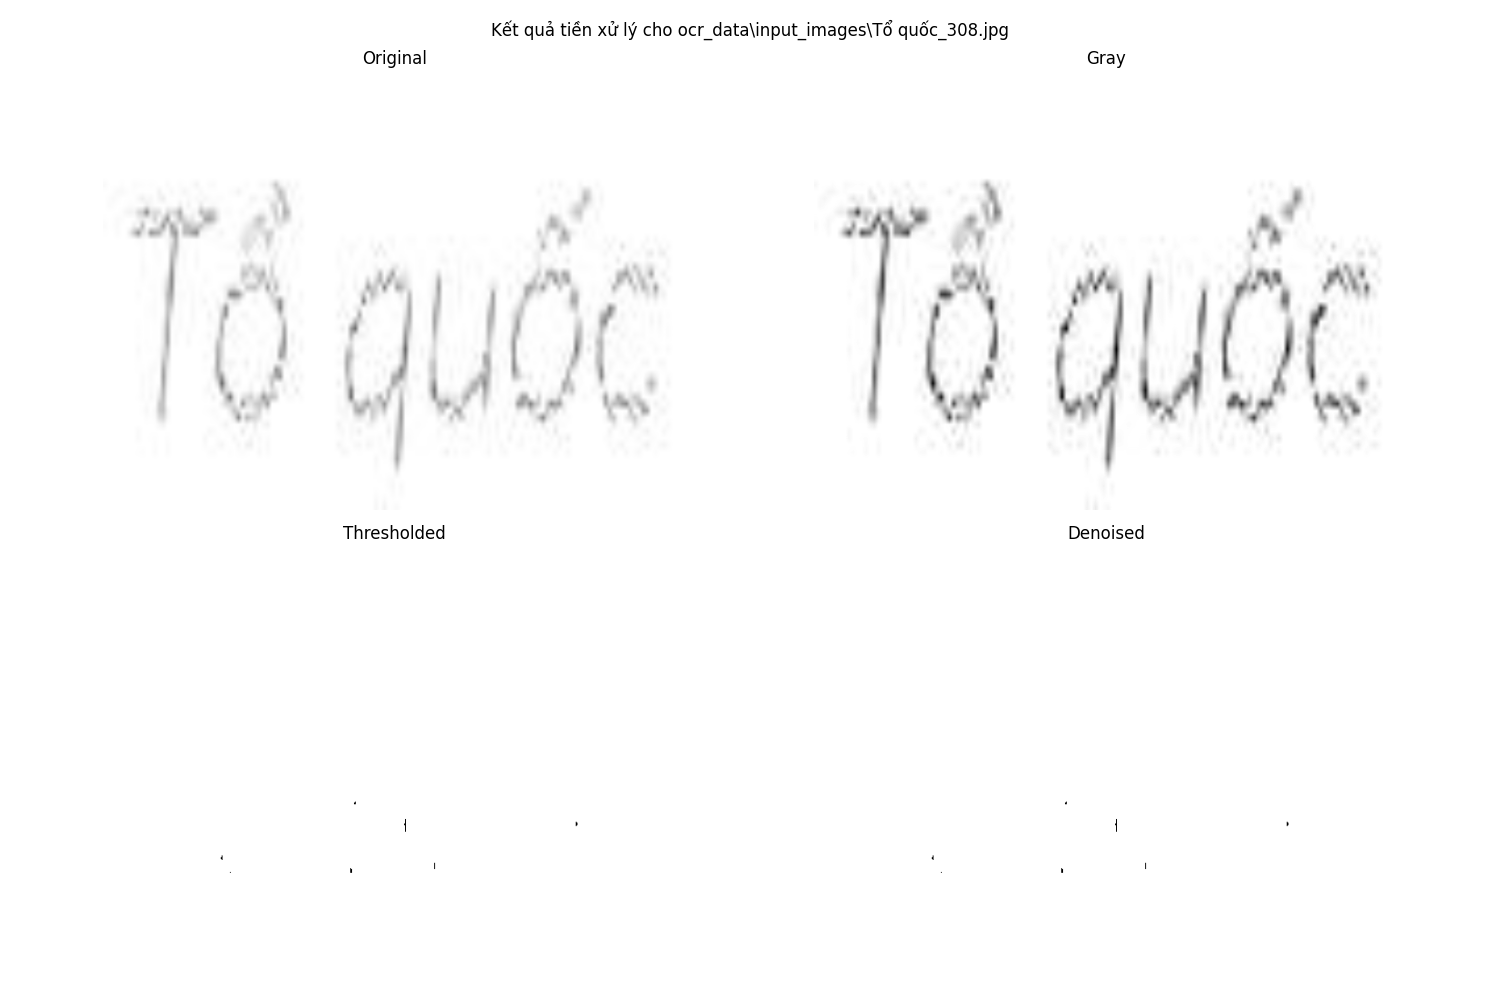 Kết quả tiền xử lý cho ocr_data\input_images\Tổ quốc_308.jpg
Original
Gray
Tổ quốc
Tổ quốc
Thresholded
Denoised